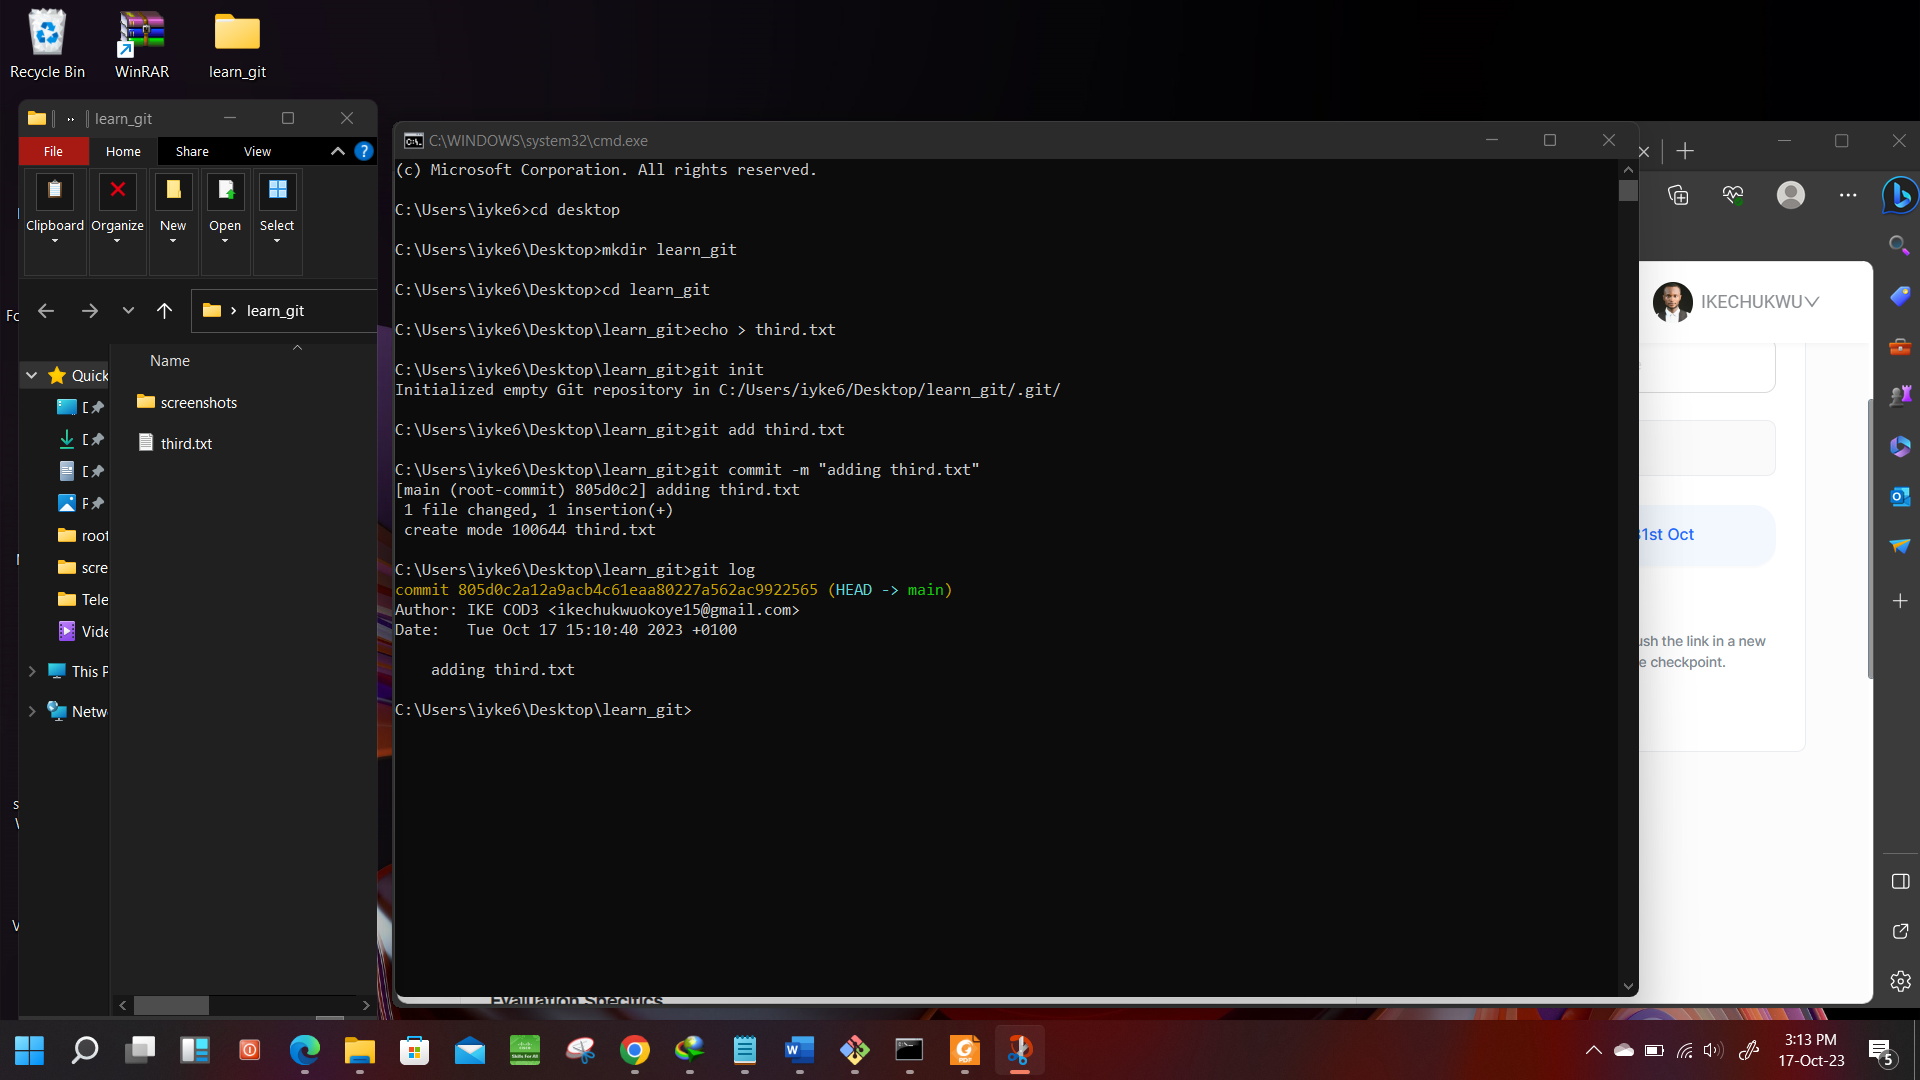 Recycle Bin
WinRAR
learn_git
learn_git
File Home Share View
Clipboard Organize New Open Select
learn_git
Name
Quick
screenshots
third.txt
root
scre
Tele
Vide
This P
Netw
C:\WINDOWS\system32\cmd.exe
(c) Microsoft Corporation. All rights reserved.
C:\Users\iyke6>cd desktop
C:\Users\iyke6\Desktop>mkdir learn_git
C:\Users\iyke6\Desktop>cd learn_git
C:\Users\iyke6\Desktop\learn_git>echo > third.txt
C:\Users\iyke6\Desktop\learn_git>git init
Initialized empty Git repository in C:/Users/iyke6/Desktop/learn_git/.git/
C:\Users\iyke6\Desktop\learn_git>git add third.txt
C:\Users\iyke6\Desktop\learn_git>git commit -m "adding third.txt"
[main (root-commit) 805d0c2] adding third.txt
1 file changed, 1 insertion(+)
create mode 100644 third.txt
C:\Users\iyke6\Desktop\learn_git>git log
commit 805d0c2a12a9acb4c61eaa80227a562ac9922565 (HEAD -> main)
Author: IKE COD3 <ikechukwuokoye15@gmail.com>
Date:   Tue Oct 17 15:10:40 2023 +0100
adding third.txt
C:\Users\iyke6\Desktop\learn_git>
IKECHUKWU
31st Oct
ush the link in a new
e checkpoint.
Evaluation Specifics
3:13 PM
17-Oct-23
5